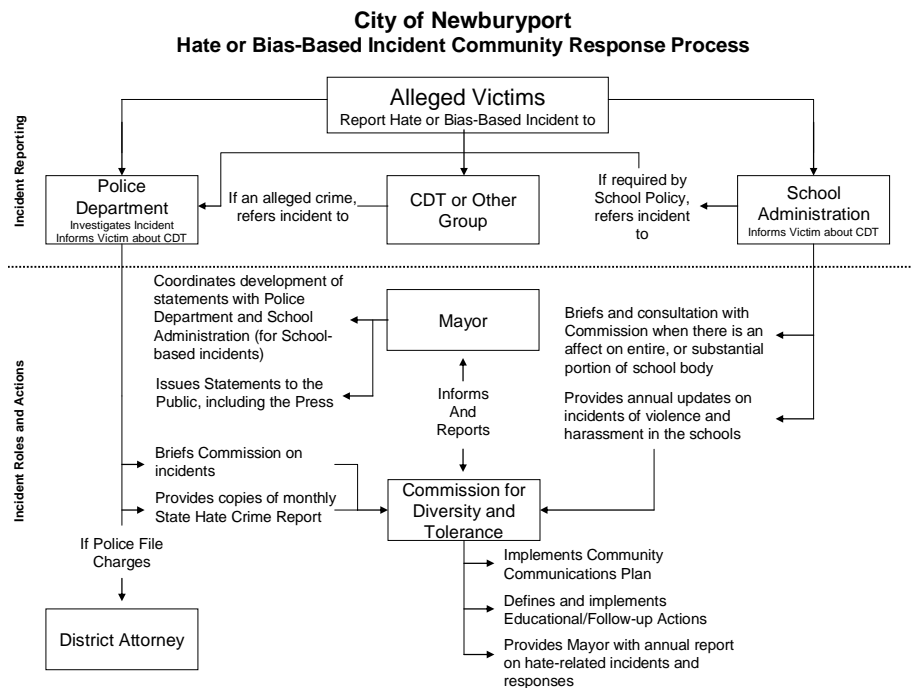 City of Newburyport
Hate or Bias-Based Incident Community Response Process
Incident Reporting
Alleged Victims
Report Hate or Bias-Based Incident to
Police
Department
Investigates Incident
Informs Victim about CDT
If an alleged crime,
refers incident to
CDT or Other
Group
If required by
School Policy,
refers incident
to
School
Administration
Informs Victim about CDT
Incident Roles and Actions
Coordinates development of
statements with Police
Department and School
Administration (for School-
based incidents)
Issues Statements to the
Public, including the Press
Mayor
Informs
And
Reports
Briefs and consultation with
Commission when there is an
affect on entire, or substantial
portion of school body
Provides annual updates on
incidents of violence and
harassment in the schools
Briefs Commission on
incidents
Provides copies of monthly
State Hate Crime Report
Commission for
Diversity and
Tolerance
If Police File
Charges
District Attorney
Implements Community
Communications Plan
Defines and implements
Educational/Follow-up Actions
Provides Mayor with annual report
on hate-related incidents and
responses